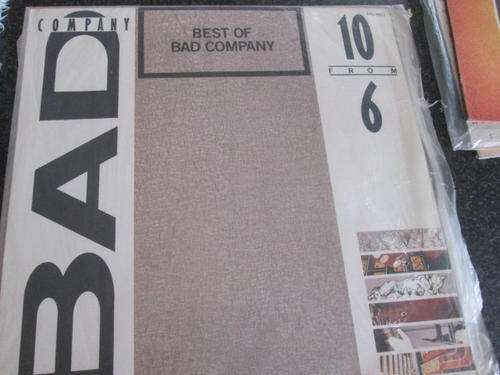 COMPANY
BAD
BEST OF
BAD COMPANY
10
FROM
6